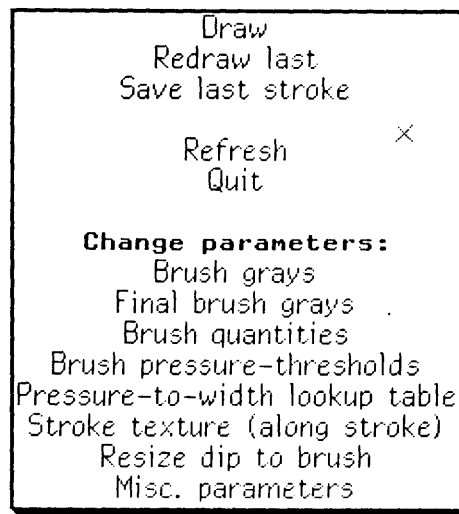 Draw
Redraw last
Save last stroke
Refresh
Quit
Change parameters:
Brush grays
Final brush grays
Brush quantities
Brush pressure-thresholds
Pressure-to-width lookup table
Stroke texture (along stroke)
Resize dip to brush
Misc. parameters